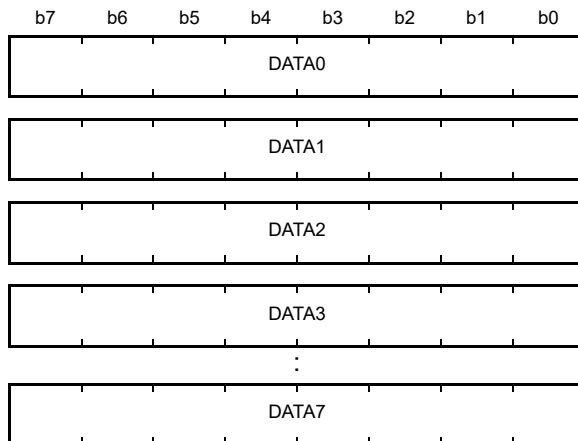 b7 b6 b5 b4 b3 b2 b1 b0
DATA0
DATA1
DATA2
DATA3
:
DATA7